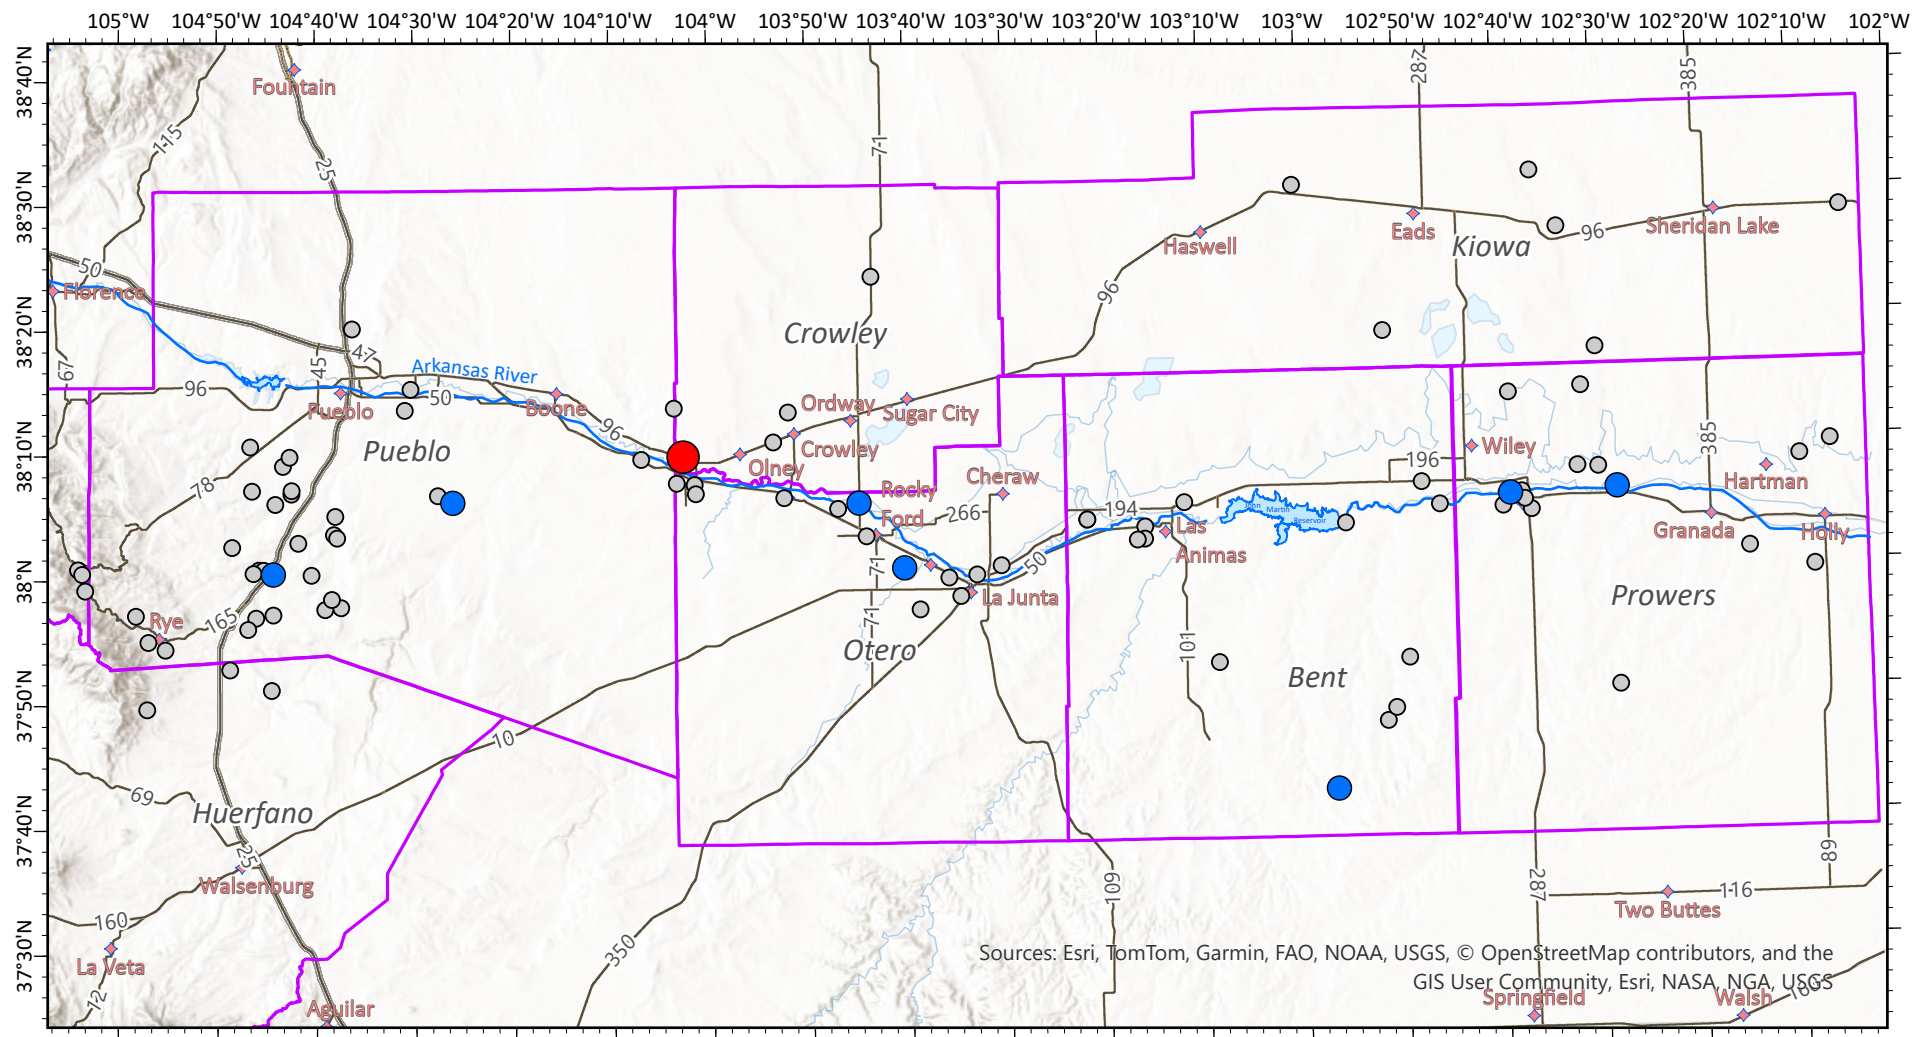 105°W 104°50'W 104°40'W 104°30'W 104°20'W 104°10'W 104°W 103°50'W 103°40'W 103°30'W 103°20'W 103°10'W 103°W 102°50'W 102°40'W 102°30'W 102°20'W 102°10'W 102°W
38°40'N
38°30'N
38°20'N
38°10'N
38°N
37°50'N
37°40'N
37°30'N
Fountain
115
25
71
287
385
50
Florence
Haswell
Eads
Kiowa
96
Sheridan Lake
96
67
96
45
47
Arkansas River
50
Pueblo
Boone
Pueblo
96
78
Crowley
Ordway
Sugar City
Crowley
Olney
Cheraw
Rocky
Ford
266
71
71
50
La Junta
Otero
194
Las
Animas
John
Martin
Reservoir
196
Wiley
385
Hartman
Granada
Holly
Prowers
101
Bent
Rye
165
10
69
Huerfano
25
Walsenburg
160
La Veta
12
Aguilar
350
109
287
116
89
Two Buttes
Sources: Esri, TomTom, Garmin, FAO, NOAA, USGS, © OpenStreetMap contributors, and the
GIS User Community, Esri, NASA, NGA, USGS
Springfield
Walsh
160